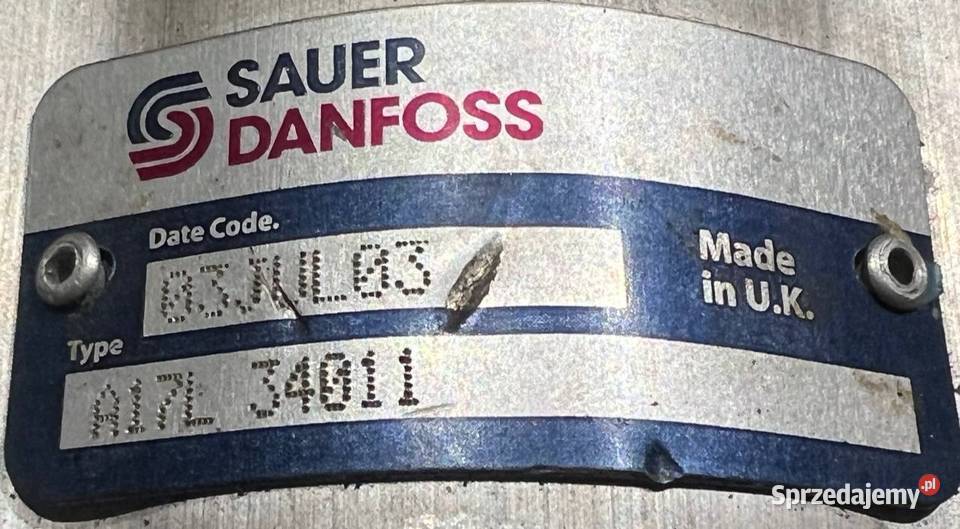 SAUER
DANFOSS
Date Code.
03JUL03
Made
in U.K.
Type
A17L 34011
Sprzedajemy.pl